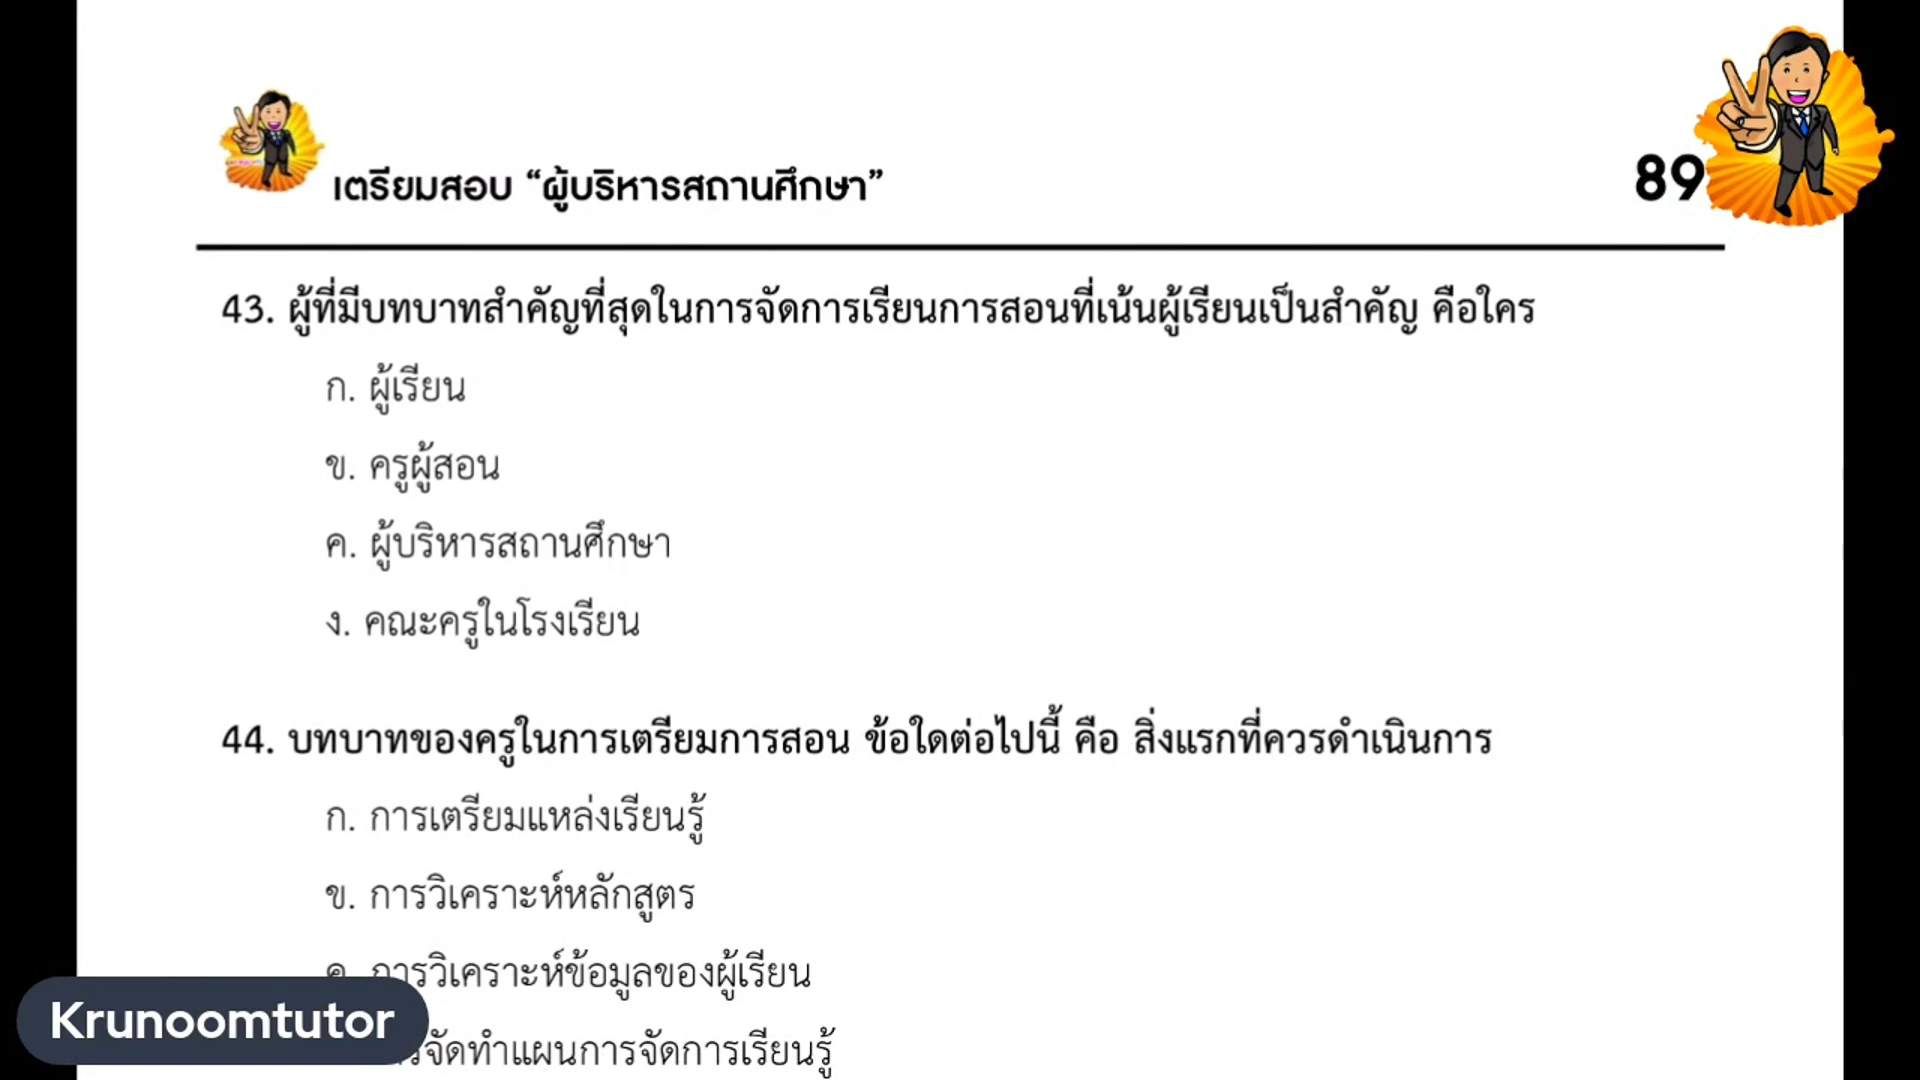 เตรียมสอบ “ผู้บริหารสถานศึกษา” 89
43. ผู้ที่มีบทบาทสำคัญที่สุดในการจัดการเรียนการสอนที่เน้นผู้เรียนเป็นสำคัญ คือใคร
ก. ผู้เรียน
ข. ครูผู้สอน
ค. ผู้บริหารสถานศึกษา
ง. คณะครูในโรงเรียน
44. บทบาทของครูในการเตรียมการสอน ข้อใดต่อไปนี้ คือ สิ่งแรกที่ควรดำเนินการ
ก. การเตรียมแหล่งเรียนรู้
ข. การวิเคราะห์หลักสูตร
ค. การวิเคราะห์ข้อมูลของผู้เรียน
จัดทำแผนการจัดการเรียนรู้
Krunoomtutor